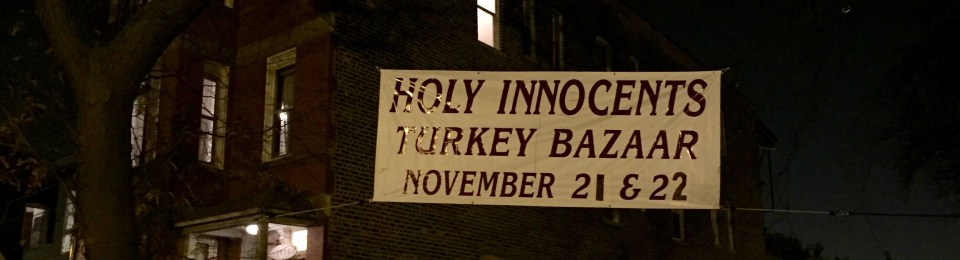 HOLY INNOCENTS
TURKEY BAZAAR
NOVEMBER 21 & 22